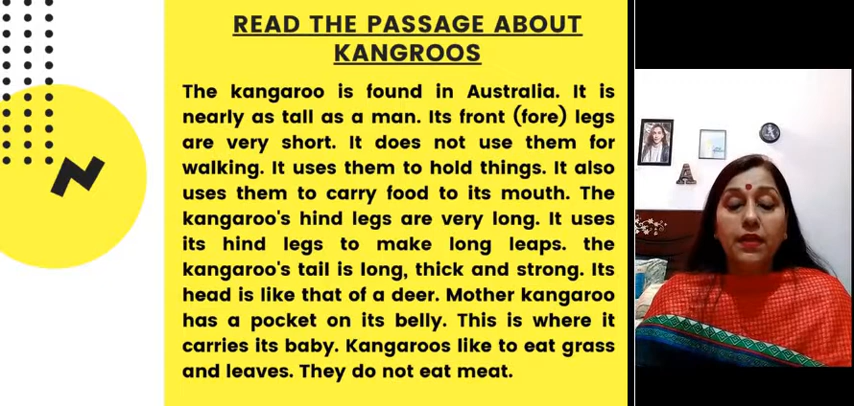 READ THE PASSAGE ABOUT
KANGROOS
The kangaroo is found in Australia. It is
nearly as tall as a man. Its front (fore) legs
are very short. It does not use them for
walking. It uses them to hold things. It also
uses them to carry food to its mouth. The
kangaroo's hind legs are very long. It uses
its hind legs to make long leaps. the
kangaroo's tail is long, thick and strong. Its
head is like that of a deer. Mother kangaroo
has a pocket on its belly. This is where it
carries its baby. Kangaroos like to eat grass
and leaves. They do not eat meat.